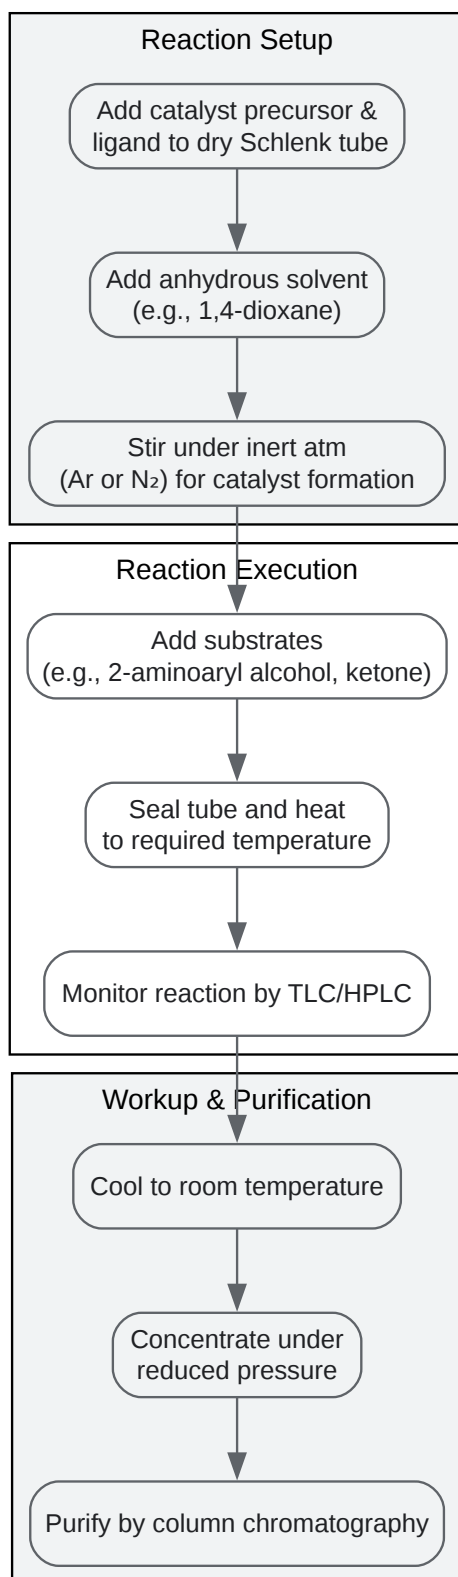 Reaction Setup
Add catalyst precursor &
ligand to dry Schlenk tube
Add anhydrous solvent
(e.g., 1,4-dioxane)
Stir under inert atm
(Ar or N₂) for catalyst formation
Reaction Execution
Add substrates
(e.g., 2-aminoaryl alcohol, ketone)
Seal tube and heat
to required temperature
Monitor reaction by TLC/HPLC
Workup & Purification
Cool to room temperature
Concentrate under
reduced pressure
Purify by column chromatography